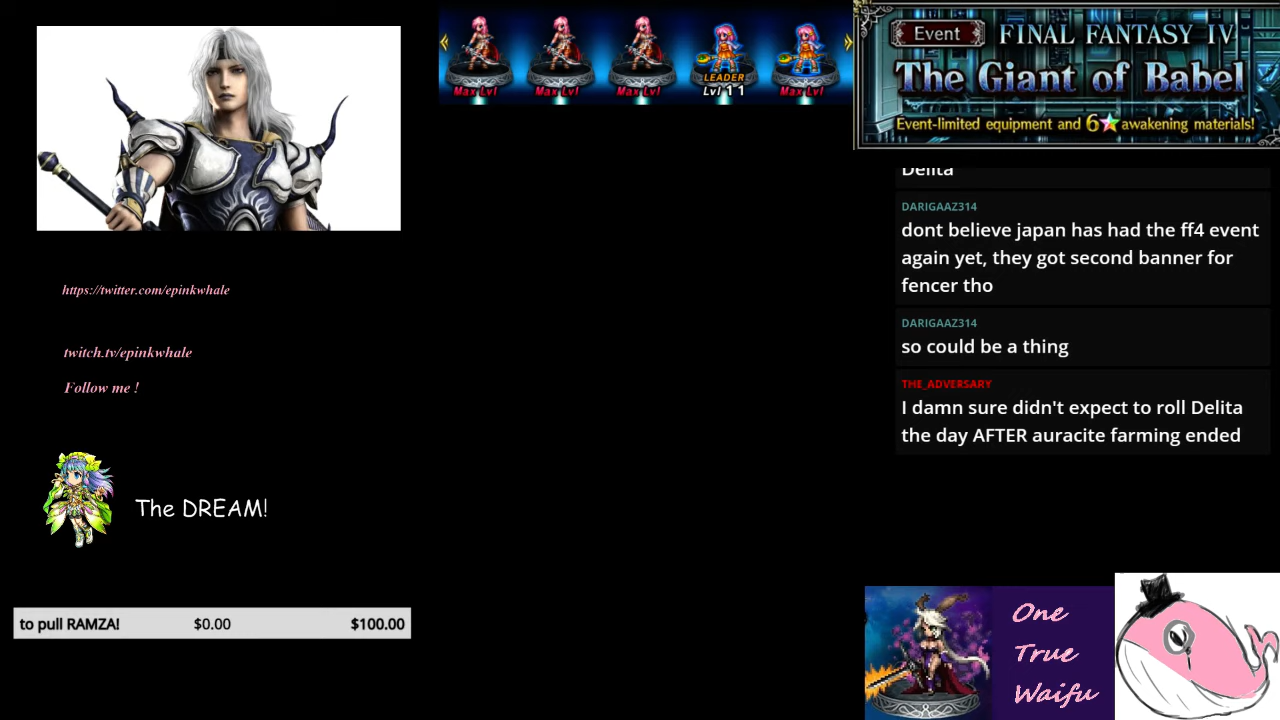 Max Lvl
Max Lvl
Max Lvl
LEADER
Lvl 11
Max Lvl
Event
FINAL FANTASY IV
The Giant of Babel
Event-limited equipment and 6★ awakening materials!
Delita
DARIGAAZ314
dont believe japan has had the ff4 event
again yet, they got second banner for
fencer tho
DARIGAAZ314
so could be a thing
THE_ADVERSARY
I damn sure didn't expect to roll Delita
the day AFTER auracite farming ended
https://twitter.com/epinkwhale
twitch.tv/epinkwhale
Follow me !
The DREAM!
to pull RAMZA! $0.00 $100.00
One
True
Waifu